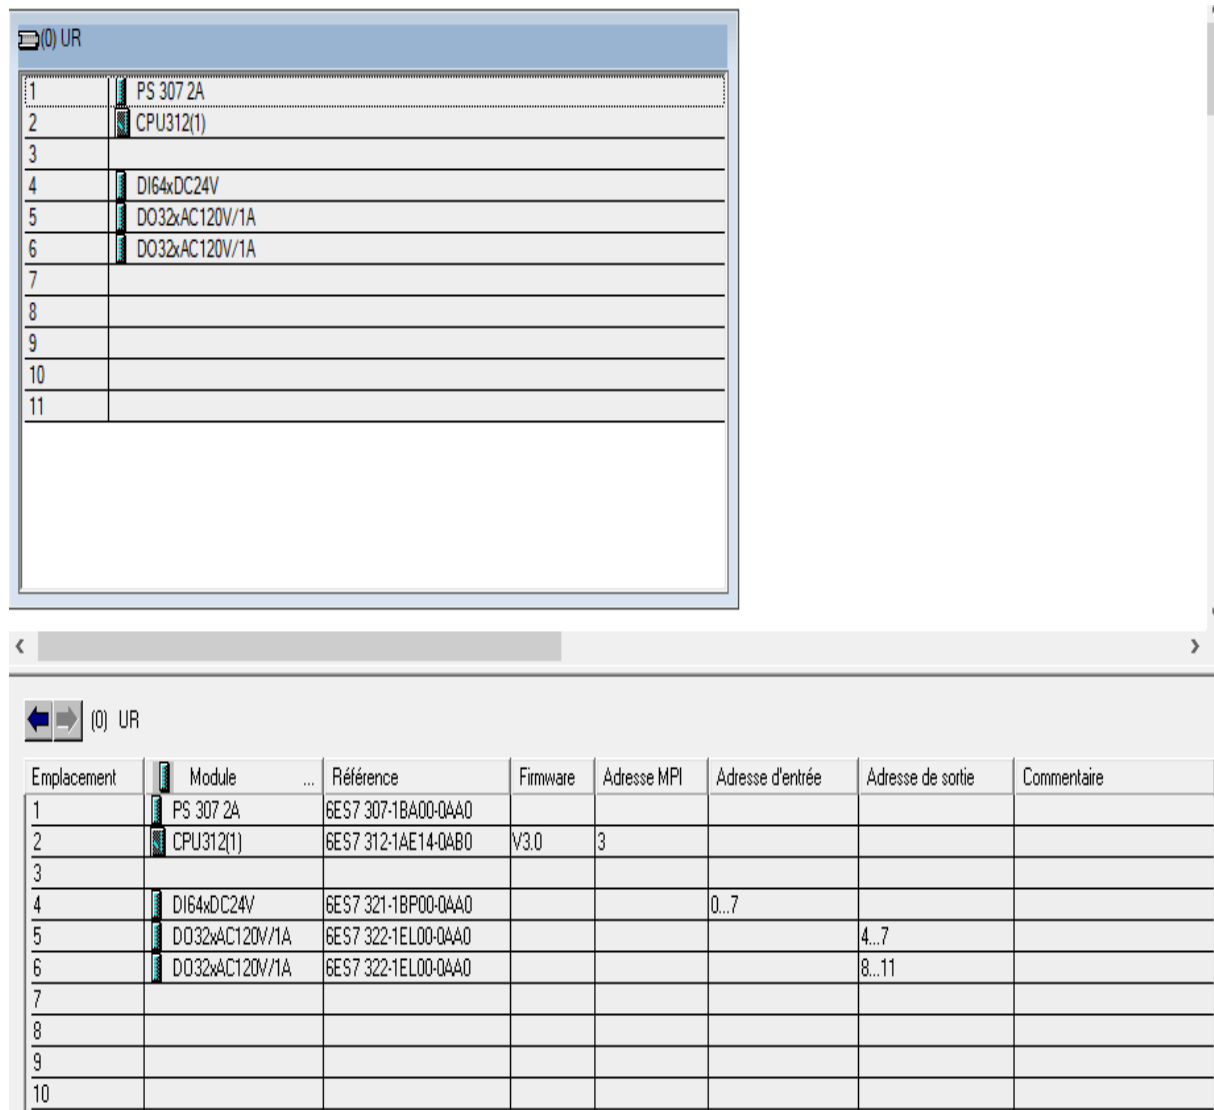 (0) UR
1 PS 307 2A
2 CPU312(1)
3
4 DI64xDC24V
5 DO32xAC120V/1A
6 DO32xAC120V/1A
7
8
9
10
11
(0) UR
Emplacement Module ... Référence Firmware Adresse MPI Adresse d'entrée Adresse de sortie Commentaire
1 PS 307 2A 6ES7 307-1BA00-0AA0
2 CPU312(1) 6ES7 312-1AE14-0AB0 V3.0 3
3
4 DI64xDC24V 6ES7 321-1BP00-0AA0 0...7
5 DO32xAC120V/1A 6ES7 322-1EL00-0AA0 4...7
6 DO32xAC120V/1A 6ES7 322-1EL00-0AA0 8...11
7
8
9
10